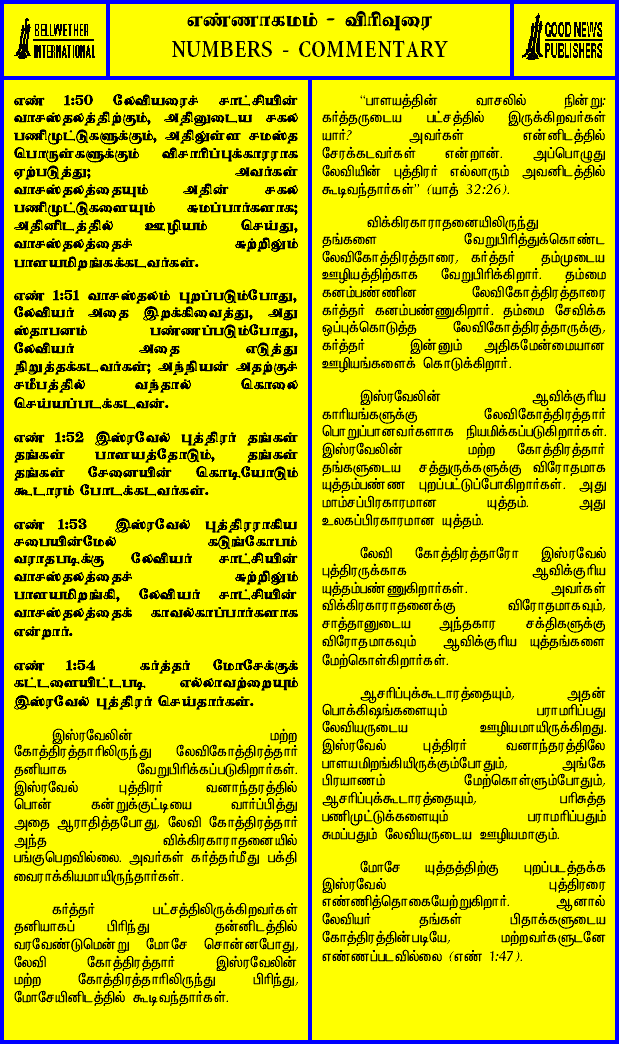 BELLWETHER
INTERNATIONAL
எண்ணாகமம் - விரிவுரை
NUMBERS - COMMENTARY
GOOD NEWS
PUBLISHERS
எண் 1:50 லேவியரைச் சாட்சியின்
வாசஸ்தலத்திற்கும், அதினுடைய சகல
பணிமுட்டுகளுக்கும், அதிலுள்ள சமஸ்த
பொருள்களுக்கும் விசாரிப்புக்காரராக
ஏற்படுத்து; அவர்கள்
வாசஸ்தலத்தையும் அதின் சகல
பணிமுட்டுகளையும் சுமப்பார்களாக;
அதினிடத்தில் ஊழியம் செய்து,
வாசஸ்தலத்தைச் சுற்றிலும்
பாளயமிறங்கக்கடவர்கள்.
எண் 1:51 வாசஸ்தலம் புறப்படும்போது,
லேவியர் அதை இறக்கிவைத்து, அது
ஸ்தாபனம் பண்ணப்படும்போது,
லேவியர் அதை எடுத்து
நிறுத்தக்கடவர்கள்; அந்நியன் அதற்குச்
சமீபத்தில் வந்தால் கொலை
செய்யப்படக்கடவன்.
எண் 1:52 இஸ்ரவேல் புத்திரர் தங்கள்
தங்கள் பாளயத்தோடும், தங்கள்
தங்கள் சேனையின் கொடியோடும்
கூடாரம் போடக்கடவர்கள்.
எண் 1:53 இஸ்ரவேல் புத்திரராகிய
சபையின்மேல் கடுங்கோபம்
வராதபடிக்கு லேவியர் சாட்சியின்
வாசஸ்தலத்தைச் சுற்றிலும்
பாளயமிறங்கி, லேவியர் சாட்சியின்
வாசஸ்தலத்தைக் காவல்காப்பார்களாக
என்றார்.
எண் 1:54 கர்த்தர் மோசேக்குக்
கட்டளையிட்டபடி எல்லாவற்றையும்
இஸ்ரவேல் புத்திரர் செய்தார்கள்.
இஸ்ரவேலின் மற்ற
கோத்திரத்தாரிலிருந்து லேவிகோத்திரத்தார்
தனியாக வேறுபிரிக்கப்படுகிறார்கள்.
இஸ்ரவேல் புத்திரர் வனாந்தரத்தில்
பொன் கன்றுக்குட்டியை வார்ப்பித்து
அதை ஆராதித்தபோது, லேவி கோத்திரத்தார்
அந்த விக்கிரகாராதனையில்
பங்குபெறவில்லை. அவர்கள் கர்த்தர்மீது பக்தி
வைராக்கியமாயிருந்தார்கள்.
கர்த்தர் பட்சத்திலிருக்கிறவர்கள்
தனியாகப் பிரிந்து தன்னிடத்தில்
வரவேண்டுமென்று மோசே சொன்னபோது,
லேவி கோத்திரத்தார் இஸ்ரவேலின்
மற்ற கோத்திரத்தாரிலிருந்து பிரிந்து,
மோசேயினிடத்தில் கூடிவந்தார்கள்.
“பாளயத்தின் வாசலில் நின்று:
கர்த்தருடைய பட்சத்தில் இருக்கிறவர்கள்
யார்? அவர்கள் என்னிடத்தில்
சேரக்கடவர்கள் என்றான். அப்பொழுது
லேவியின் புத்திரர் எல்லாரும் அவனிடத்தில்
கூடிவந்தார்கள்” (யாத் 32:26).
விக்கிரகாராதனையிலிருந்து
தங்களை வேறுபிரித்துக்கொண்ட
லேவிகோத்திரத்தாரை, கர்த்தர் தம்முடைய
ஊழியத்திற்காக வேறுபிரிக்கிறார். தம்மை
கனம்பண்ணின லேவிகோத்திரத்தாரை
கர்த்தர் கனம்பண்ணுகிறார். தம்மை சேவிக்க
ஒப்புக்கொடுத்த லேவிகோத்திரத்தாருக்கு,
கர்த்தர் இன்னும் அதிகமேன்மையான
ஊழியங்களைக் கொடுக்கிறார்.
இஸ்ரவேலின் ஆவிக்குரிய
காரியங்களுக்கு லேவிகோத்திரத்தார்
பொறுப்பானவர்களாக நியமிக்கப்படுகிறார்கள்.
இஸ்ரவேலின் மற்ற கோத்திரத்தார்
தங்களுடைய சத்துருக்களுக்கு விரோதமாக
யுத்தம்பண்ண புறப்பட்டுப்போகிறார்கள். அது
மாம்சப்பிரகாரமான யுத்தம். அது
உலகப்பிரகாரமான யுத்தம்.
லேவி கோத்திரத்தாரோ இஸ்ரவேல்
புத்திரருக்காக ஆவிக்குரிய
யுத்தம்பண்ணுகிறார்கள். அவர்கள்
விக்கிரகாராதனைக்கு விரோதமாகவும்,
சாத்தானுடைய அந்தகார சக்திகளுக்கு
விரோதமாகவும் ஆவிக்குரிய யுத்தங்களை
மேற்கொள்கிறார்கள்.
ஆசரிப்புக்கூடாரத்தையும், அதன்
பொக்கிஷங்களையும் பராமரிப்பது
லேவியருடைய ஊழியமாயிருக்கிறது.
இஸ்ரவேல் புத்திரர் வனாந்தரத்திலே
பாளயமிறங்கியிருக்கும்போதும், அங்கே
பிரயாணம் மேற்கொள்ளும்போதும்,
ஆசரிப்புக்கூடாரத்தையும், பரிசுத்த
பணிமுட்டுக்களையும் பராமரிப்பதும்
சுமப்பதும் லேவியருடைய ஊழியமாகும்.
மோசே யுத்தத்திற்கு புறப்படத்தக்க
இஸ்ரவேல் புத்திரரை
எண்ணித்தொகையேற்றுகிறார். ஆனால்
லேவியர் தங்கள் பிதாக்களுடைய
கோத்திரத்தின்படியே, மற்றவர்களுடனே
எண்ணப்படவில்லை (எண் 1:47).